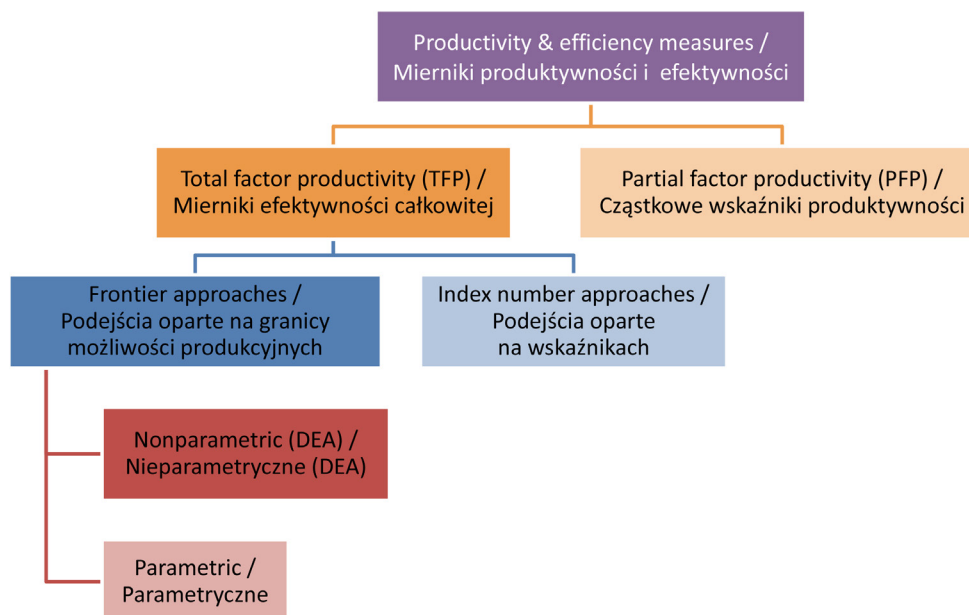 Productivity & efficiency measures /
Mierniki produktywności i efektywności
Total factor productivity (TFP) /
Mierniki efektywności całkowitej
Partial factor productivity (PFP) /
Cząstkowe wskaźniki produktywności
Frontier approaches /
Podejścia oparte na granicy
możliwości produkcyjnych
Index number approaches /
Podejścia oparte
na wskaźnikach
Nonparametric (DEA) /
Nieparametryczne (DEA)
Parametric /
Parametryczne